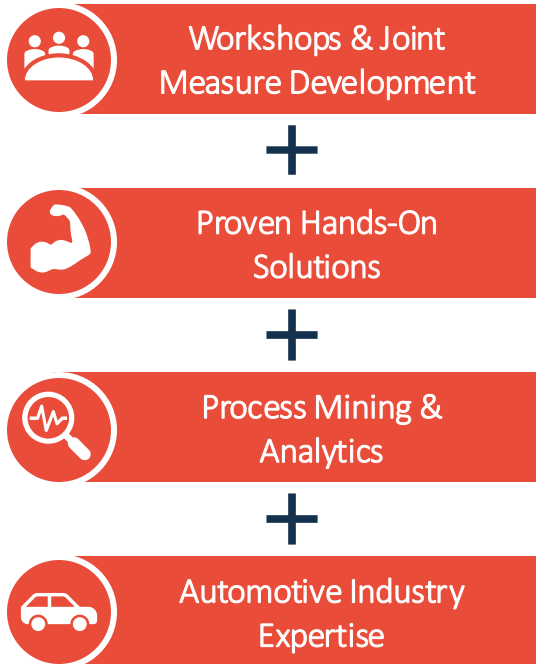 Workshops & Joint
Measure Development
+
Proven Hands-On
Solutions
+
Process Mining &
Analytics
+
Automotive Industry
Expertise